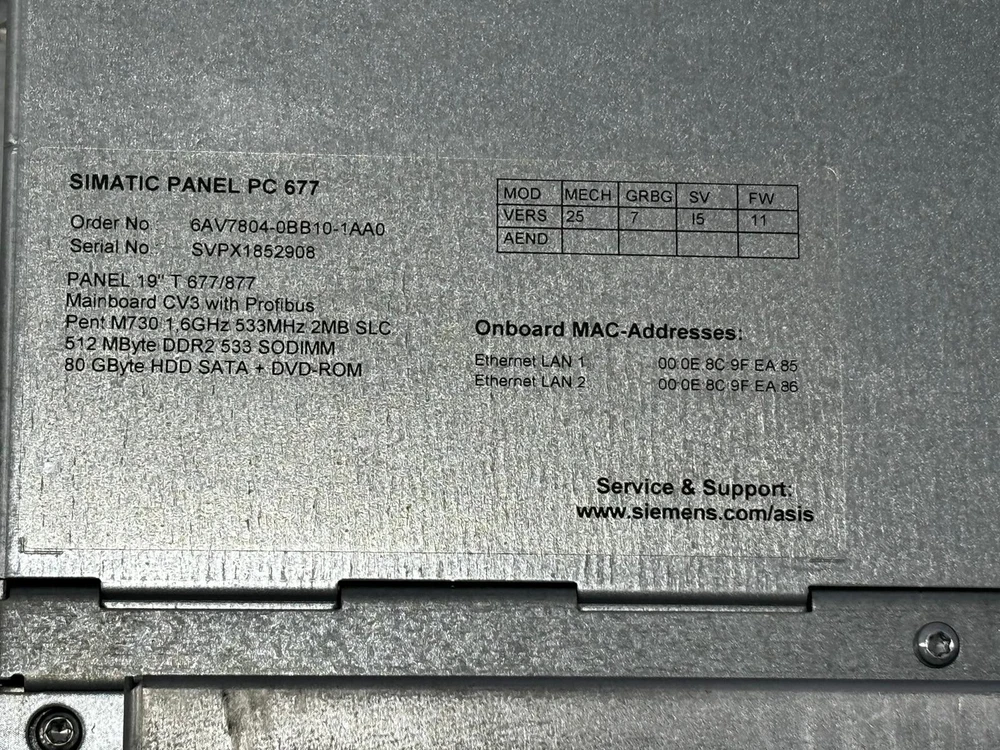 SIMATIC PANEL PC 677
Order No 6AV7804-0BB10-1AA0
Serial No SVPX1852908
PANEL 19" T 677/877
Mainboard CV3 with Profibus
Pent M730 1,6GHz 533MHz 2MB SLC
512 MByte DDR2 533 SODIMM
80 GByte HDD SATA + DVD-ROM
MOD MECH GRBG SV FW
VERS 25 7 I5 11
AEND
Onboard MAC-Addresses:
Ethernet LAN 1 00 0E 8C 9F EA 85
Ethernet LAN 2 00 0E 8C 9F EA 86
Service & Support:
www.siemens.com/asis